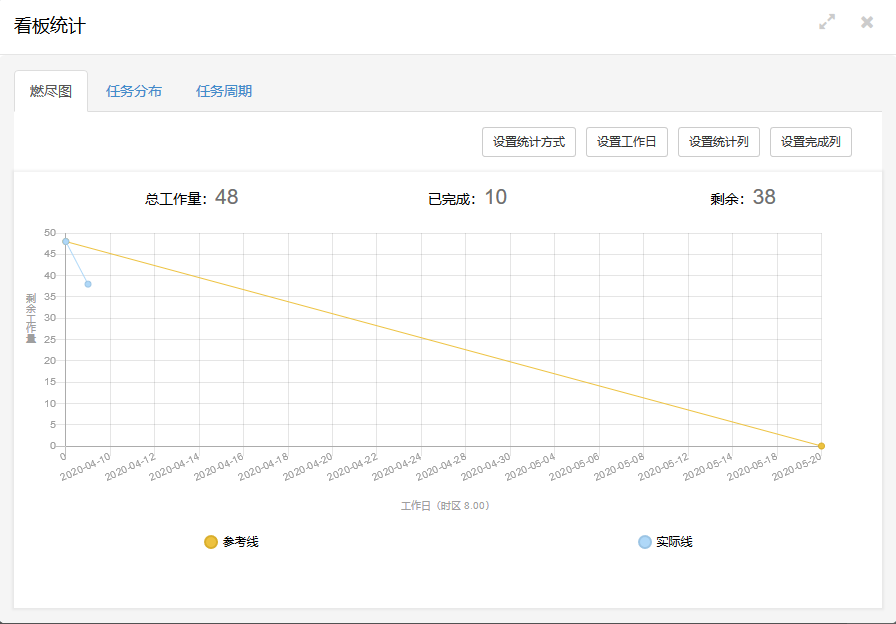 看板统计
燃尽图 任务分布 任务周期
设置统计方式 设置工作日 设置统计列 设置完成列
总工作量：48 已完成：10 剩余：38
50
45
40
35
30
25
20
15
10
5
0
剩余工作量
0 2020-04-10 2020-04-12 2020-04-14 2020-04-16 2020-04-18 2020-04-20 2020-04-22 2020-04-24 2020-04-28 2020-04-30 2020-05-04 2020-05-06 2020-05-08 2020-05-12 2020-05-14 2020-05-18 2020-05-20
工作日（时区 8.00）
参考线 实际线